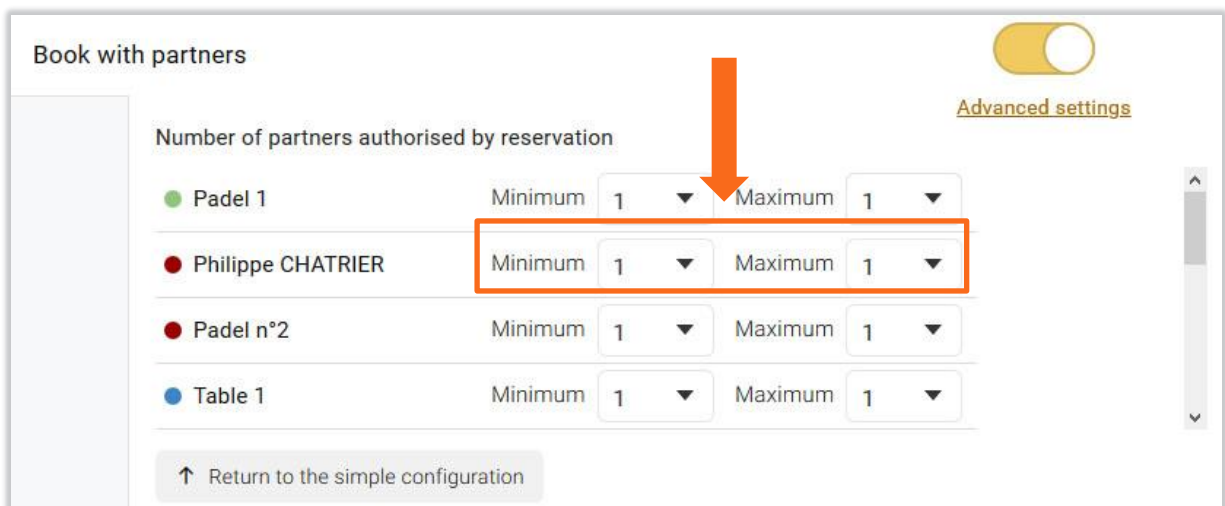 Book with partners
Advanced settings
Number of partners authorised by reservation
Padel 1 Minimum 1 Maximum 1
Philippe CHATRIER Minimum 1 Maximum 1
Padel n°2 Minimum 1 Maximum 1
Table 1 Minimum 1 Maximum 1
Return to the simple configuration